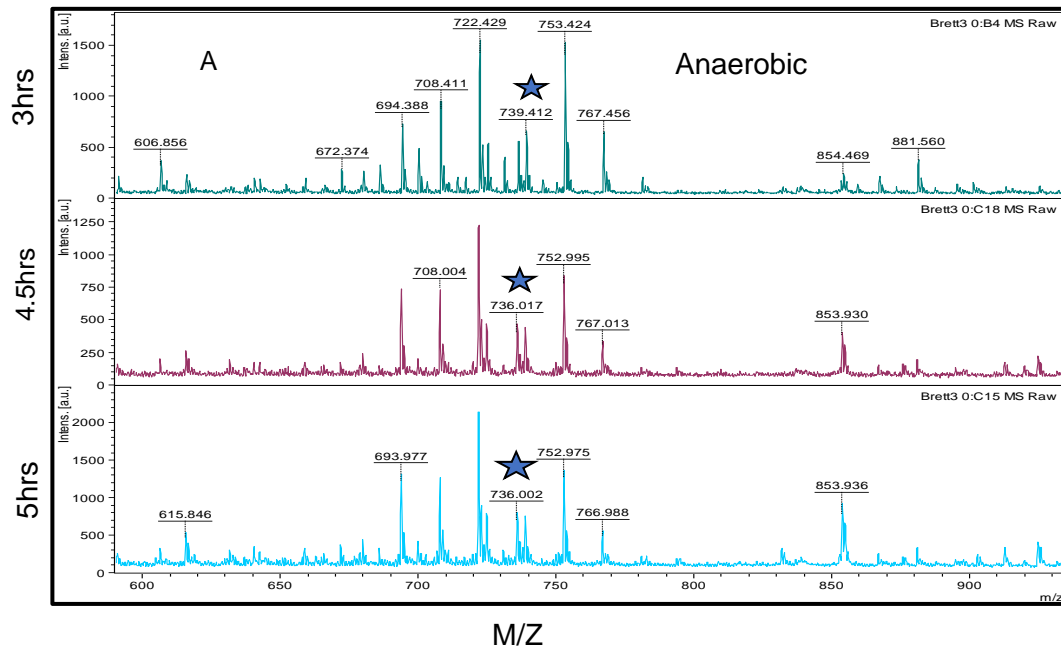 Brett3 0:B4 MS Raw
A
Anaerobic
3hrs
Intens. [a.u.]
1500
1000
500
0
606.856
672.374
694.388
708.411
722.429
739.412
753.424
767.456
854.469
881.560
Brett3 0:C18 MS Raw
4.5hrs
Intens. [a.u.]
1250
1000
750
500
250
0
708.004
736.017
752.995
767.013
853.930
Brett3 0:C15 MS Raw
5hrs
Intens. [a.u.]
2000
1500
1000
500
0
615.846
693.977
736.002
752.975
766.988
853.936
600 650 700 750 800 850 900
m/z
M/Z